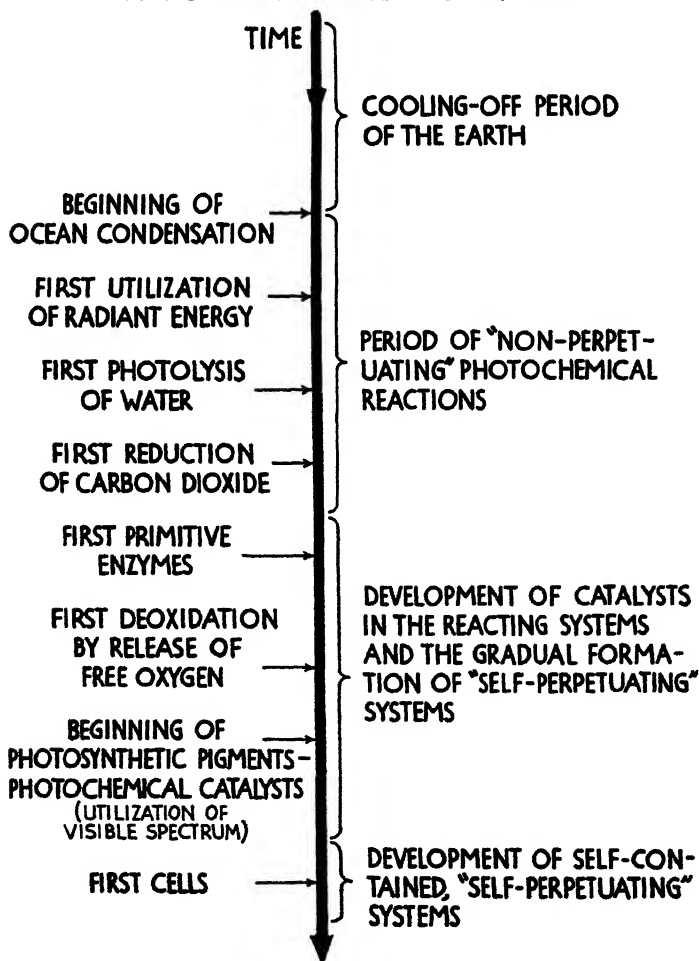 TIME
COOLING-OFF PERIOD
OF THE EARTH
BEGINNING OF
OCEAN CONDENSATION
FIRST UTILIZATION
OF RADIANT ENERGY
PERIOD OF "NON-PERPET-
UATING" PHOTOCHEMICAL
REACTIONS
FIRST PHOTOLYSIS
OF WATER
FIRST REDUCTION
OF CARBON DIOXIDE
FIRST PRIMITIVE
ENZYMES
DEVELOPMENT OF CATALYSTS
IN THE REACTING SYSTEMS
AND THE GRADUAL FORMA-
TION OF "SELF-PERPETUATING"
SYSTEMS
FIRST DEOXIDATION
BY RELEASE OF
FREE OXYGEN
BEGINNING OF
PHOTOSYNTHETIC PIGMENTS-
PHOTOCHEMICAL CATALYSTS
(UTILIZATION OF
VISIBLE SPECTRUM)
FIRST CELLS
DEVELOPMENT OF SELF-CON-
TAINED, "SELF-PERPETUATING"
SYSTEMS